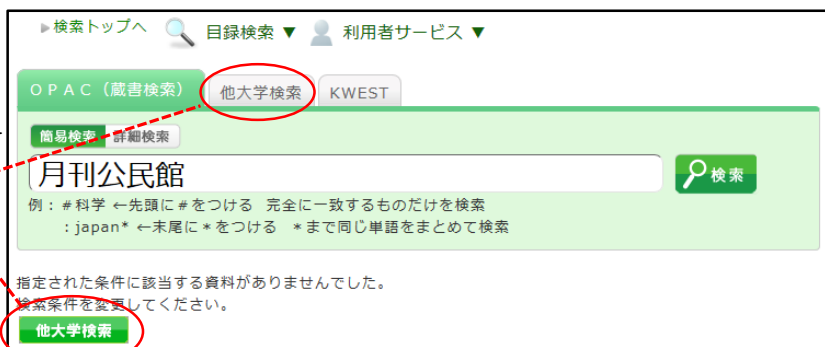 ▶検索トップへ 目録検索 ▼ 利用者サービス ▼
OPAC（蔵書検索） 他大学検索 KWEST
簡易検索 詳細検索
月刊公民館 検索
例：#科学 ←先頭に#をつける 完全に一致するものだけを検索
：japan* ←末尾に*をつける *まで同じ単語をまとめて検索
指定された条件に該当する資料がありませんでした。
検索条件を変更してください。
他大学検索